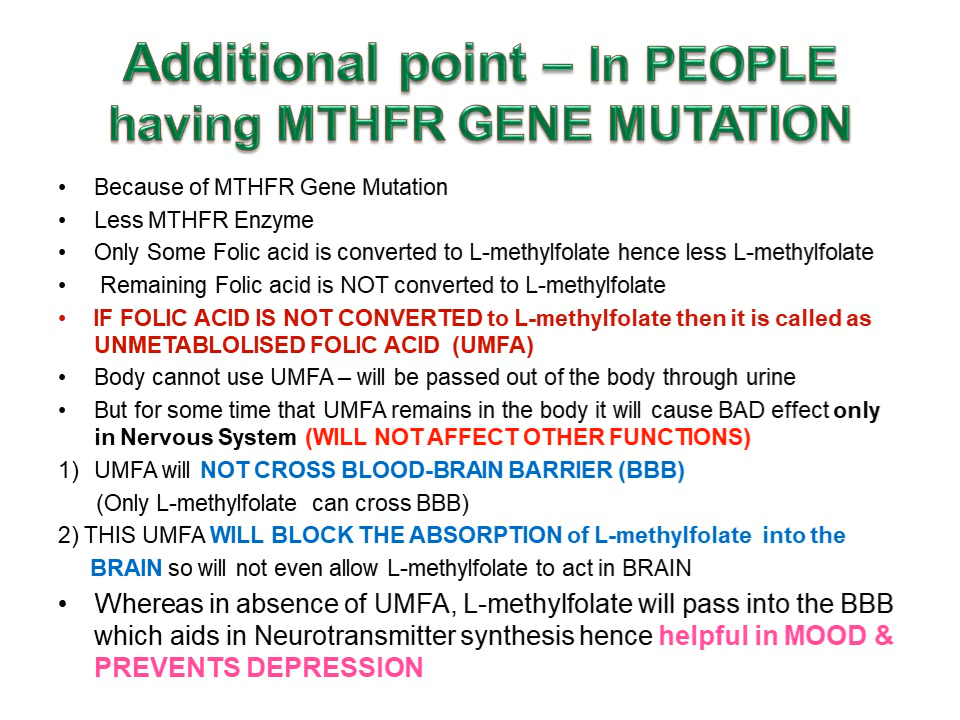 Additional point – In PEOPLE
having MTHFR GENE MUTATION
• Because of MTHFR Gene Mutation
• Less MTHFR Enzyme
• Only Some Folic acid is converted to L-methylfolate hence less L-methylfolate
• Remaining Folic acid is NOT converted to L-methylfolate
• IF FOLIC ACID IS NOT CONVERTED to L-methylfolate then it is called as
UNMETABLOLISED FOLIC ACID (UMFA)
• Body cannot use UMFA – will be passed out of the body through urine
• But for some time that UMFA remains in the body it will cause BAD effect only
in Nervous System (WILL NOT AFFECT OTHER FUNCTIONS)
1) UMFA will NOT CROSS BLOOD-BRAIN BARRIER (BBB)
(Only L-methylfolate can cross BBB)
2) THIS UMFA WILL BLOCK THE ABSORPTION of L-methylfolate into the
BRAIN so will not even allow L-methylfolate to act in BRAIN
• Whereas in absence of UMFA, L-methylfolate will pass into the BBB
which aids in Neurotransmitter synthesis hence helpful in MOOD &
PREVENTS DEPRESSION